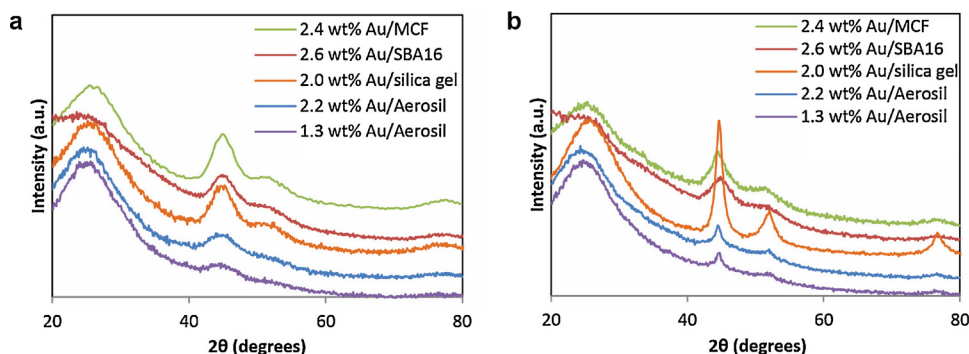 a
2.4 wt% Au/MCF
2.6 wt% Au/SBA16
2.0 wt% Au/silica gel
2.2 wt% Au/Aerosil
1.3 wt% Au/Aerosil
Intensity (a.u.)
20 40 60 80
2θ (degrees)
b
2.4 wt% Au/MCF
2.6 wt% Au/SBA16
2.0 wt% Au/silica gel
2.2 wt% Au/Aerosil
1.3 wt% Au/Aerosil
Intensity (a.u.)
20 40 60 80
2θ (degrees)